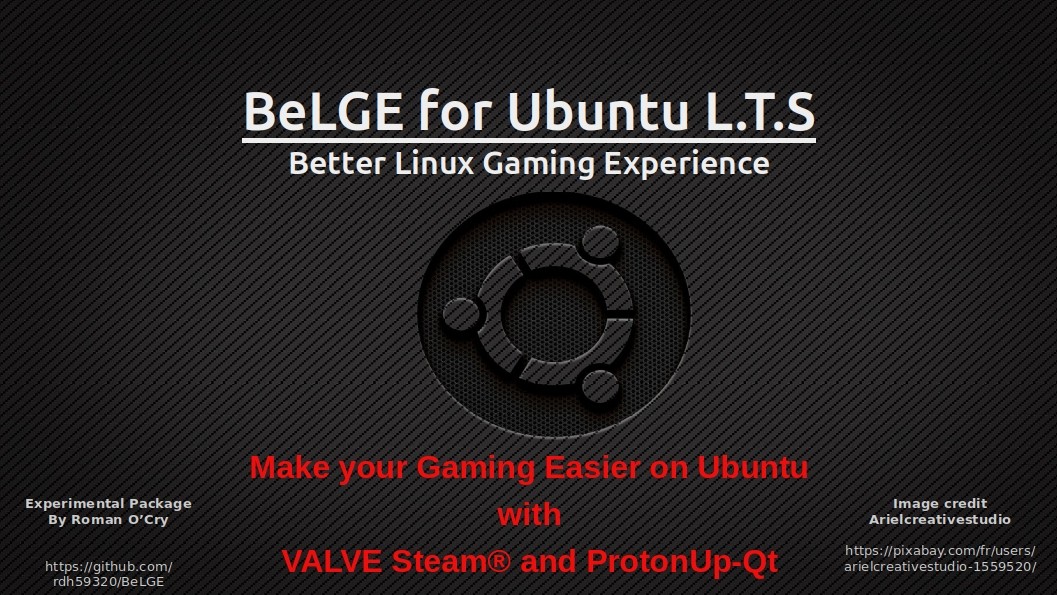 BeLGE for Ubuntu L.T.S
Better Linux Gaming Experience
Make your Gaming Easier on Ubuntu
with
VALVE Steam® and ProtonUp-Qt
Experimental Package
By Roman O’Cry
https://github.com/
rdh59320/BeLGE
Image credit
Arielcreativestudio
https://pixabay.com/fr/users/
arielcreativestudio-1559520/